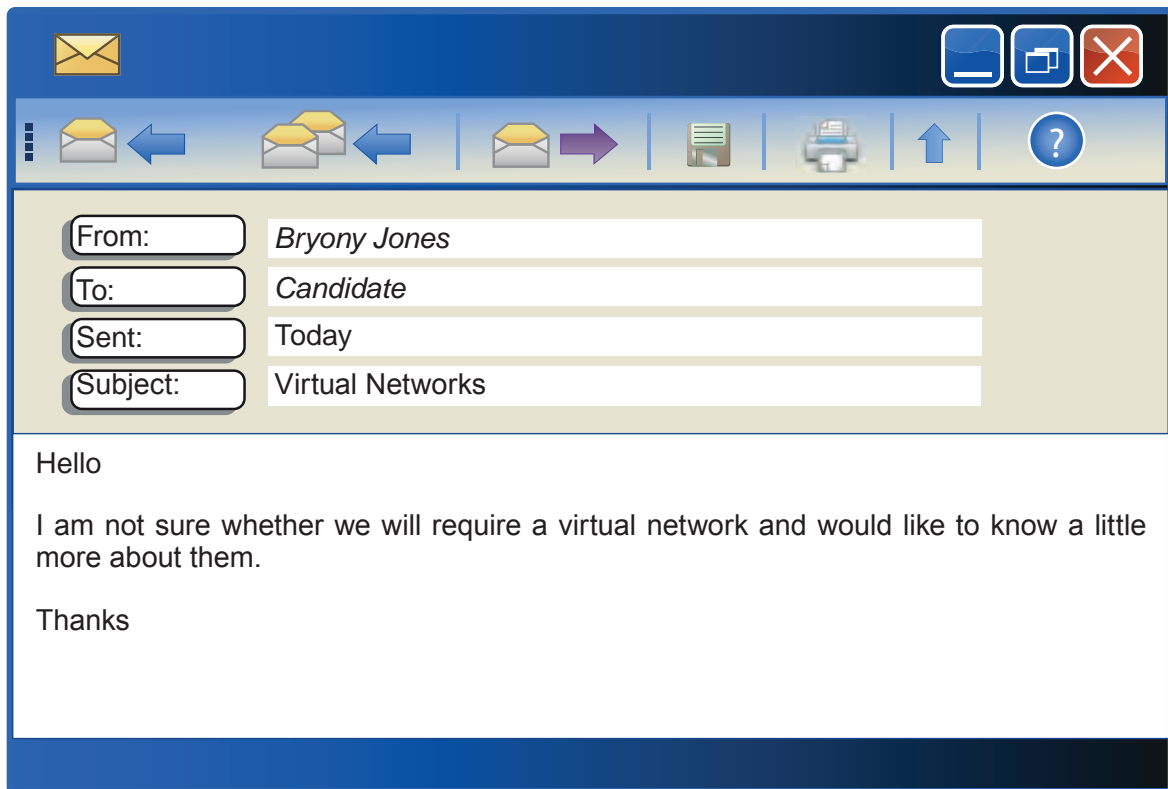 ?
From: Bryony Jones
To: Candidate
Sent: Today
Subject: Virtual Networks
Hello
I am not sure whether we will require a virtual network and would like to know a little
more about them.
Thanks